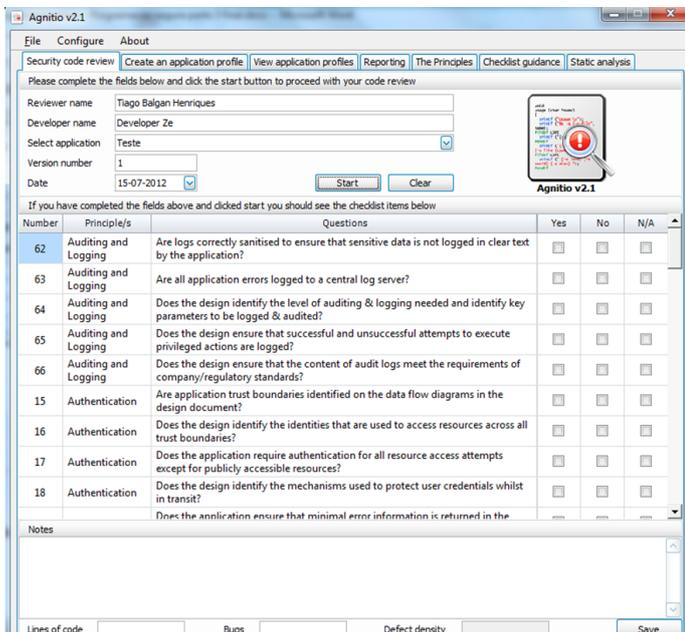 Agnitio v2.1
File Configure About
Security code review Create an application profile View application profiles Reporting The Principles Checklist guidance Static analysis
Please complete the fields below and click the start button to proceed with your code review
Reviewer name Tiago Balgan Henriques
Developer name Developer Ze
Select application Teste
Version number 1
Date 15-07-2012 Start Clear
Agnitio v2.1
If you have completed the fields above and clicked start you should see the checklist items below
Number Principle/s Questions Yes No N/A
62 Auditing and Logging Are logs correctly sanitised to ensure that sensitive data is not logged in clear text
by the application?
63 Auditing and Logging Are all application errors logged to a central log server?
64 Auditing and Logging Does the design identify the level of auditing & logging needed and identify key
parameters to be logged & audited?
65 Auditing and Logging Does the design ensure that successful and unsuccessful attempts to execute
privileged actions are logged?
66 Auditing and Logging Does the design ensure that the content of audit logs meet the requirements of
company/regulatory standards?
15 Authentication Are application trust boundaries identified on the data flow diagrams in the
design document?
16 Authentication Does the design identify the identities that are used to access resources across all
trust boundaries?
17 Authentication Does the application require authentication for all resource access attempts
except for publicly accessible resources?
18 Authentication Does the design identify the mechanisms used to protect user credentials whilst
in transit?
Does the application ensure that minimal error information is returned in the
Notes
Lines of code Bugs Defect density Save